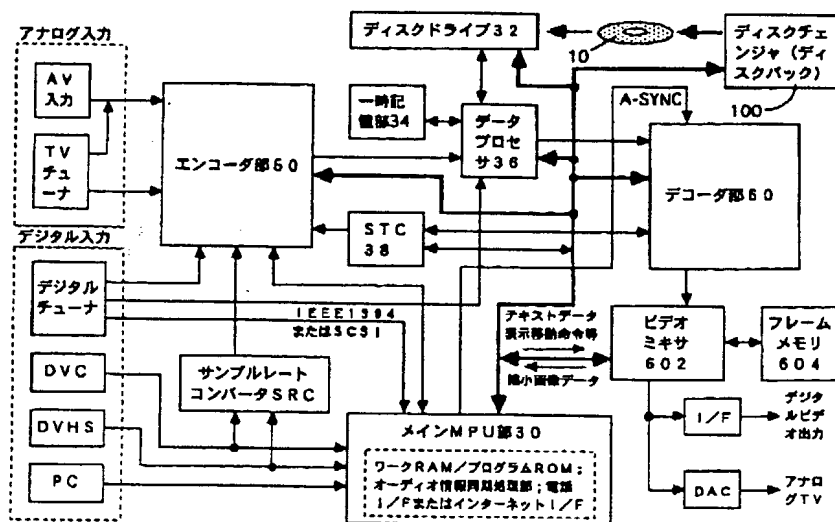 アナログ入力
AV
入力
TV
チュ
ーナ
エンコーダ部50
ディスクドライブ32
10
ディスクチェ
ンジャ(ディ
スクパック)
100
一時記
憶部34
データ
プロセ
サ36
A-SYNC
デコーダ部60
STC
38
デジタル入力
デジタル
チューナ
DVC
DVHS
PC
IEEE1394
またはSCSI
サンプルレート
コンバータSRC
テキストデータ
表示移動命令等
縮小画像データ
ビデオ
ミキサ
602
フレーム
メモリ
604
メインMPU部30
ワークRAM/プログラムROM;
オーディオ情報同期処理部;電話
I/FまたはインターネットI/F
I/F
デジタ
ルビデ
オ出力
DAC
アナロ
グTV